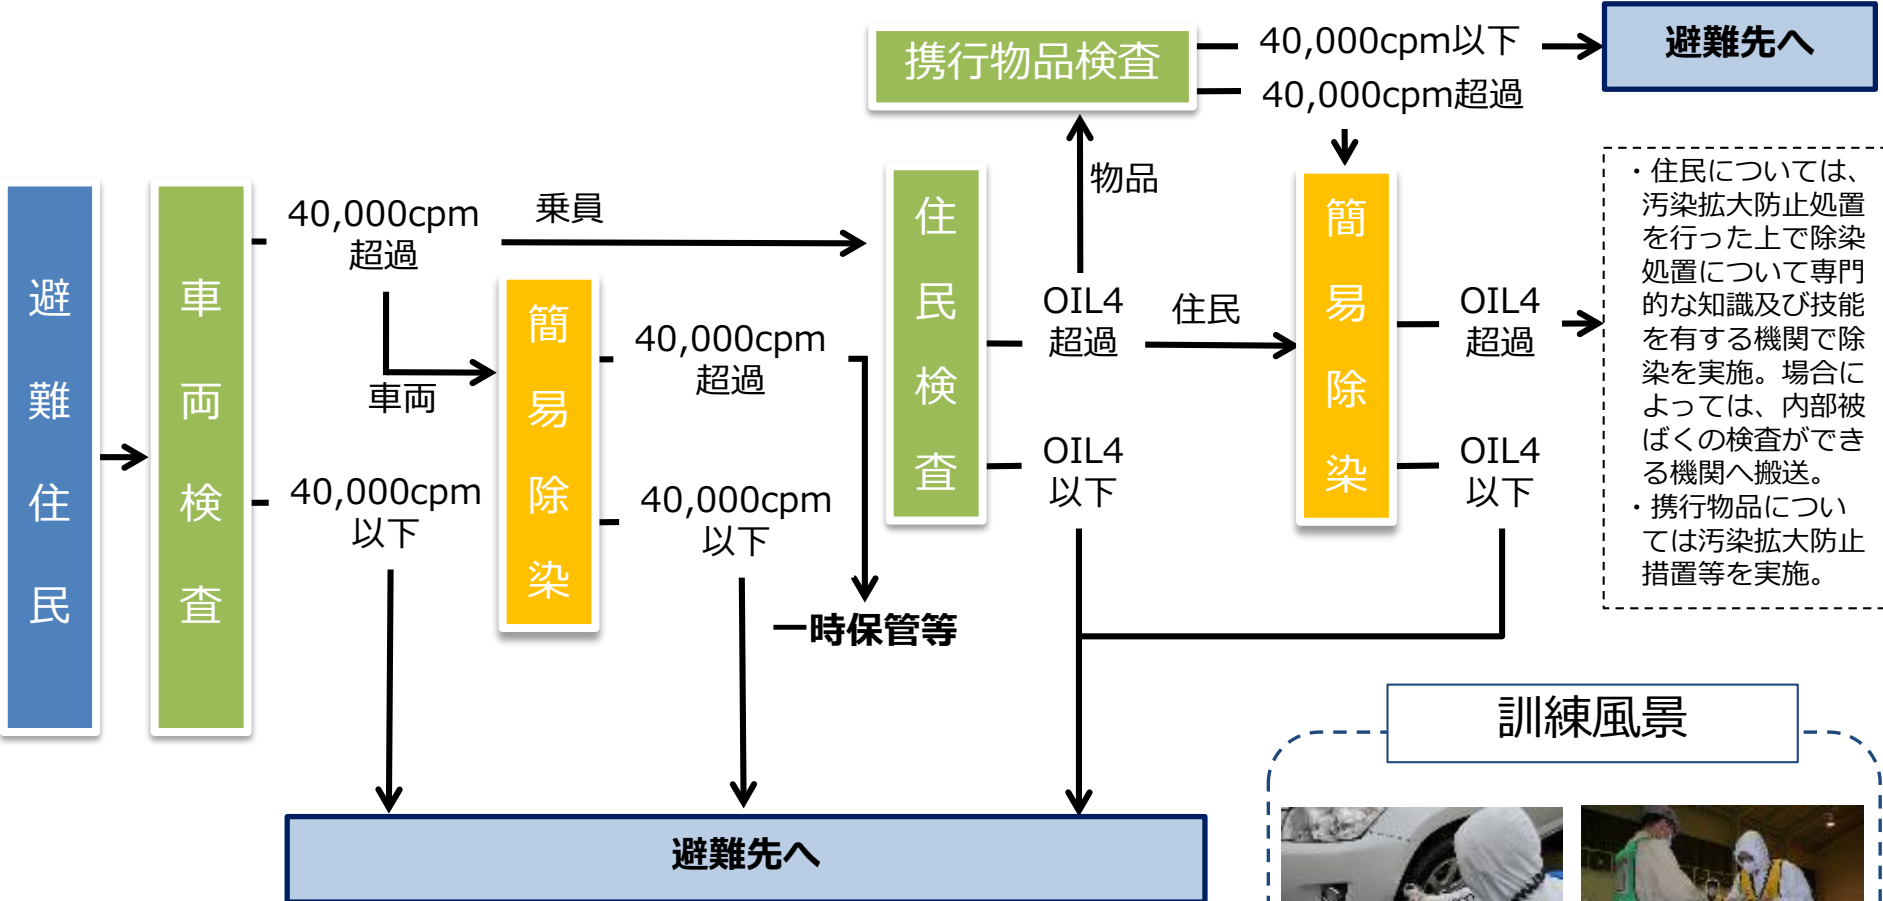 避難住民
車両検査
40,000cpm
超過
乗員
車両
40,000cpm
以下
簡易除染
40,000cpm
超過
40,000cpm
以下
一時保管等
住民検査
携行物品検査
40,000cpm以下
40,000cpm超過
避難先へ
物品
OIL4
超過
住民
OIL4
以下
簡易除染
OIL4
超過
OIL4
以下
・住民については、
汚染拡大防止処置
を行った上で除染
処置について専門
的な知識及び技能
を有する機関で除
染を実施。場合に
よっては、内部被
ばくの検査ができ
る機関へ搬送。
・携行物品につい
ては汚染拡大防止
措置等を実施。
避難先へ
訓練風景